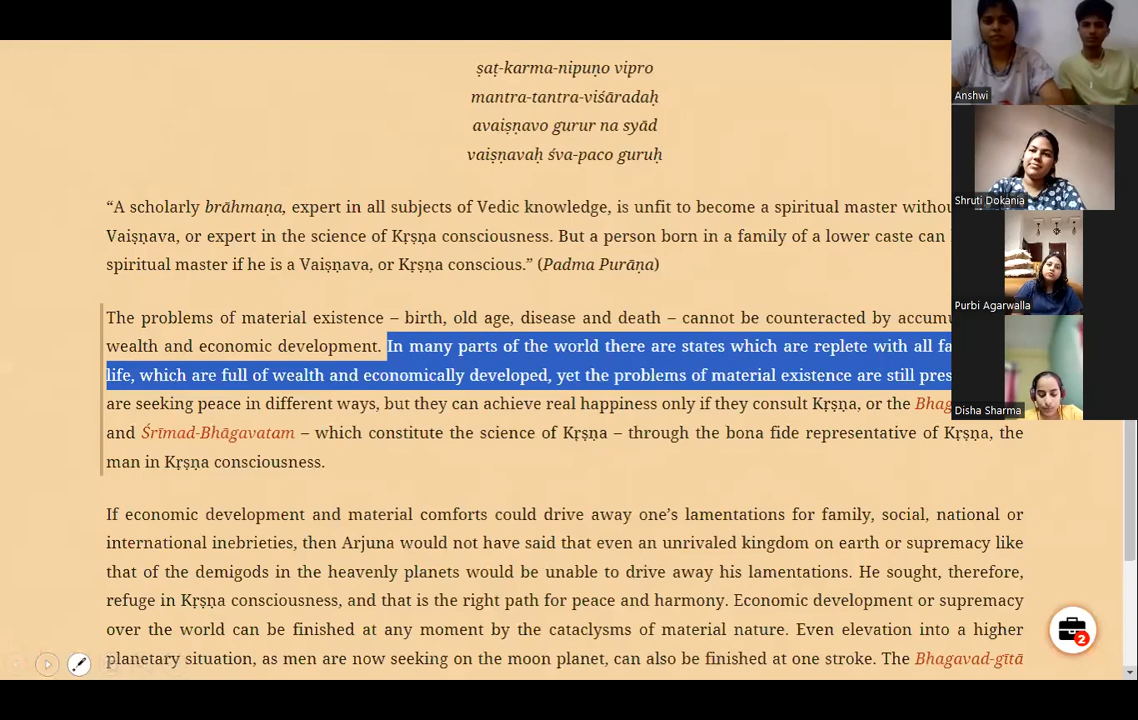 ṣaṭ-karma-nipuṇo vipro
mantra-tantra-viśāradaḥ
avaiṣṇavo gurur na syād
vaiṣṇavaḥ śva-paco guruḥ
“A scholarly brāhmaṇa, expert in all subjects of Vedic knowledge, is unfit to become a spiritual master
Vaiṣṇava, or expert in the science of Kṛṣṇa consciousness. But a person born in a family of a lower caste can
spiritual master if he is a Vaiṣṇava, or Kṛṣṇa conscious.” (Padma Purāṇa)
The problems of material existence – birth, old age, disease and death – cannot be counteracted by
wealth and economic development. In many parts of the world there are states which are replete with all
life, which are full of wealth and economically developed, yet the problems of material existence are still
are seeking peace in different ways, but they can achieve real happiness only if they consult Kṛṣṇa, or the
and Śrīmad-Bhāgavatam – which constitute the science of Kṛṣṇa – through the bona fide representative of Kṛṣṇa, the
man in Kṛṣṇa consciousness.
If economic development and material comforts could drive away one’s lamentations for family, social, national or
international inebrieties, then Arjuna would not have said that even an unrivaled kingdom on earth or supremacy like
that of the demigods in the heavenly planets would be unable to drive away his lamentations. He sought, therefore,
refuge in Kṛṣṇa consciousness, and that is the right path for peace and harmony. Economic development or supremacy
over the world can be finished at any moment by the cataclysms of material nature. Even elevation into a higher
planetary situation, as men are now seeking on the moon planet, can also be finished at one stroke. The Bhagavad-gītā
Anshwi
Shruti Dokania
Purbi Agarwalla
Disha Sharma
2